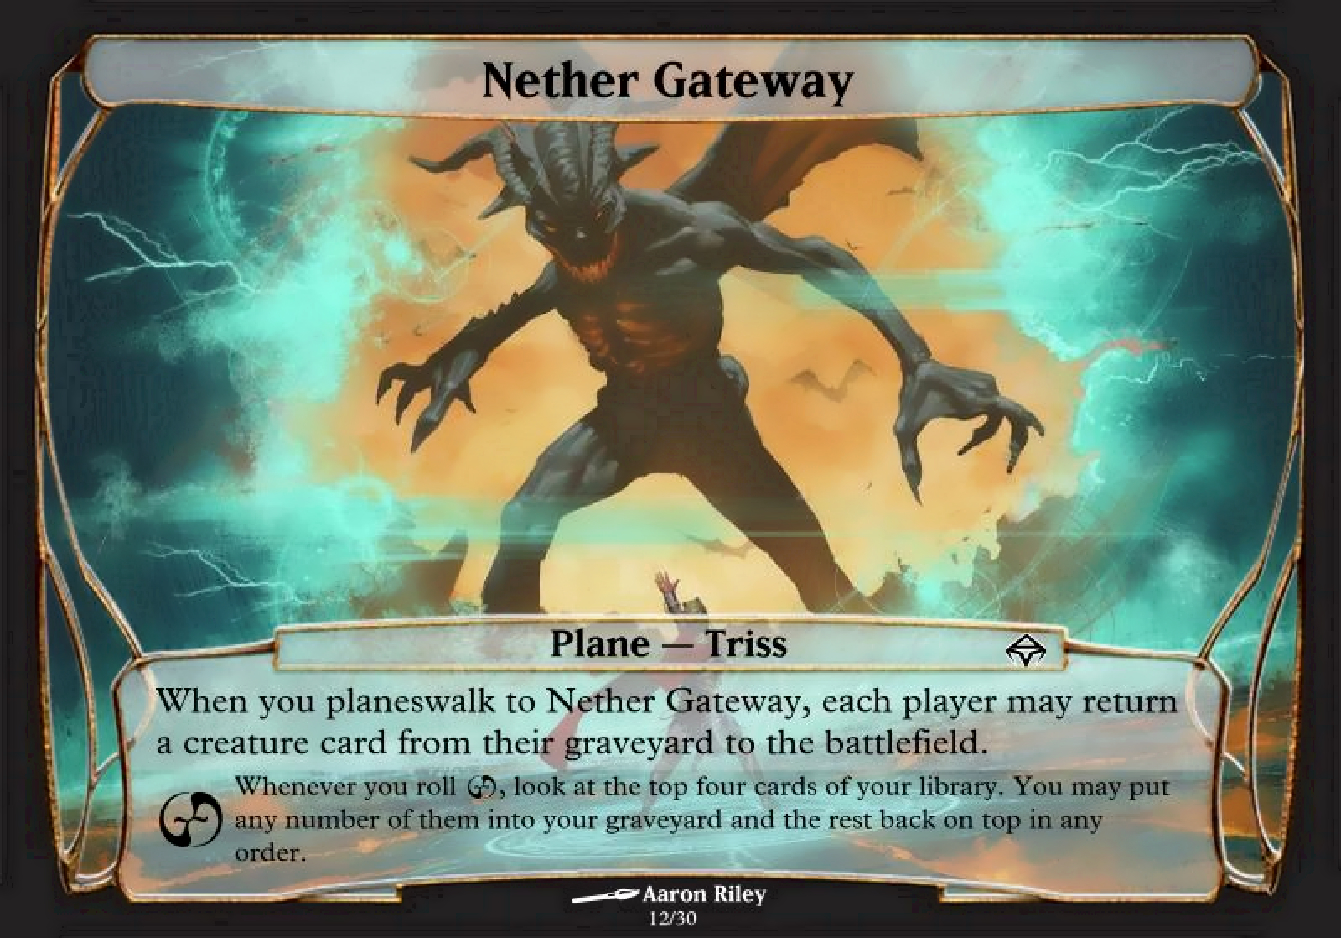 Nether Gateway
Plane — Triss
When you planeswalk to Nether Gateway, each player may return
a creature card from their graveyard to the battlefield.
Whenever you roll , look at the top four cards of your library. You may put
any number of them into your graveyard and the rest back on top in any
order.
Aaron Riley
12/30